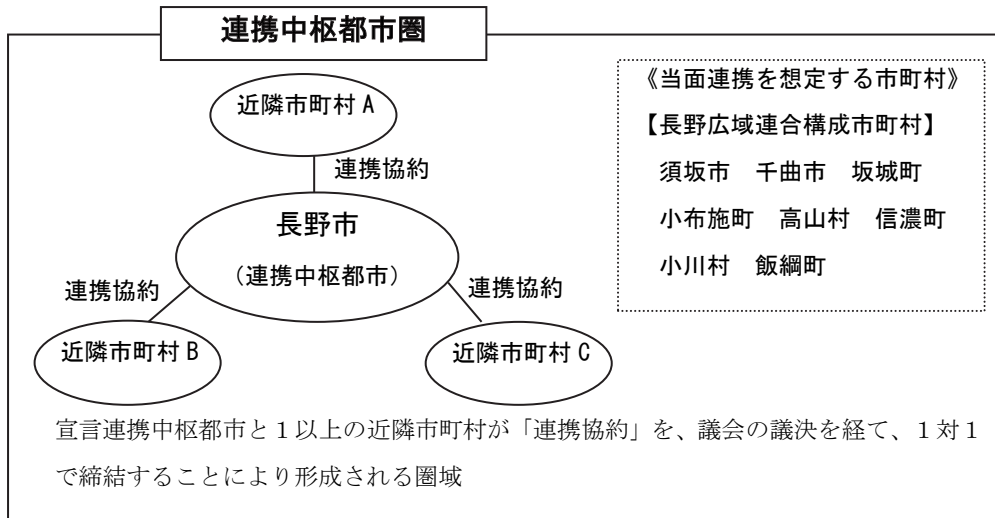 連携中枢都市圏
近隣市町村 A
連携協約
長野市
（連携中枢都市）
連携協約
連携協約
近隣市町村 B
近隣市町村 C
《当面連携を想定する市町村》
【長野広域連合構成市町村】
須坂市　千曲市　坂城町
小布施町　高山村　信濃町
小川村　飯綱町
宣言連携中枢都市と１以上の近隣市町村が「連携協約」を、議会の議決を経て、１対１
で締結することにより形成される圏域